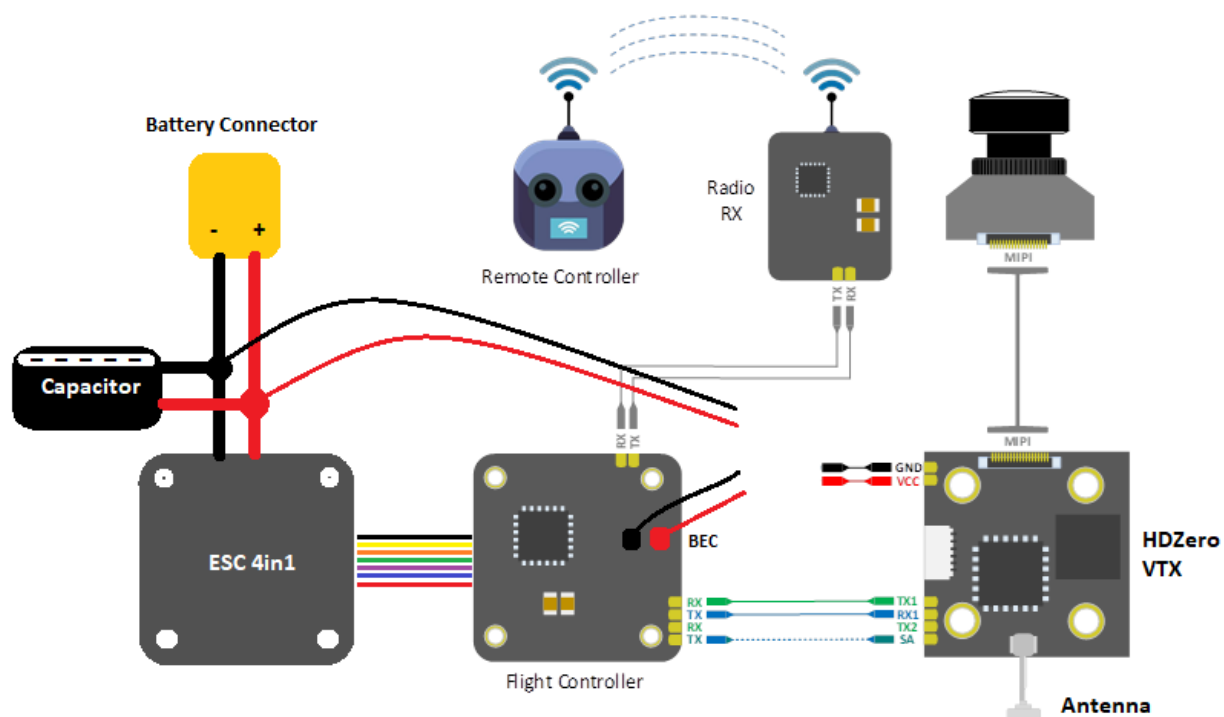 Battery Connector
- +
Capacitor
Remote Controller
Radio
RX
TX
RX
MIPI
MIPI
RX
TX
GND
VCC
ESC 4in1
BEC
HDZero
VTX
RX
TX1
TX
RX1
RX
TX2
TX
SA
Flight Controller
Antenna